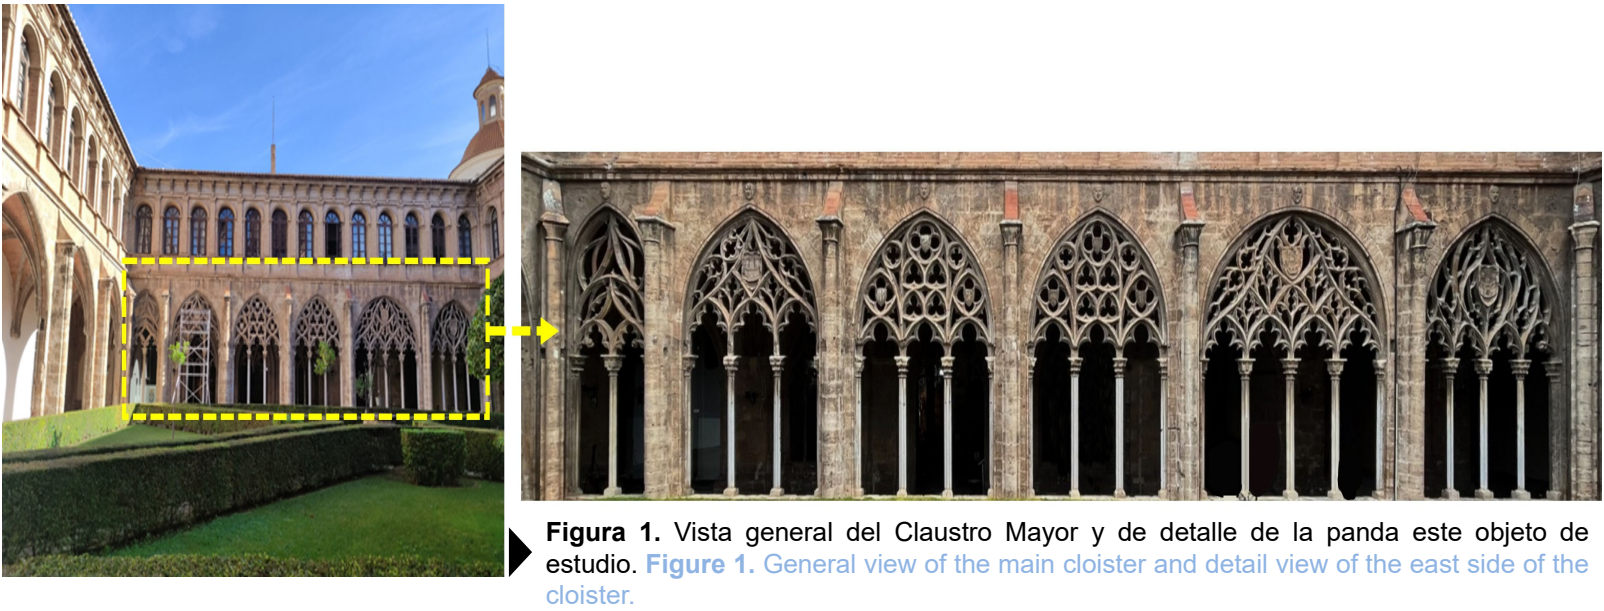 Figura 1. Vista general del Claustro Mayor y de detalle de la panda este objeto de
estudio. Figure 1. General view of the main cloister and detail view of the east side of the
cloister.